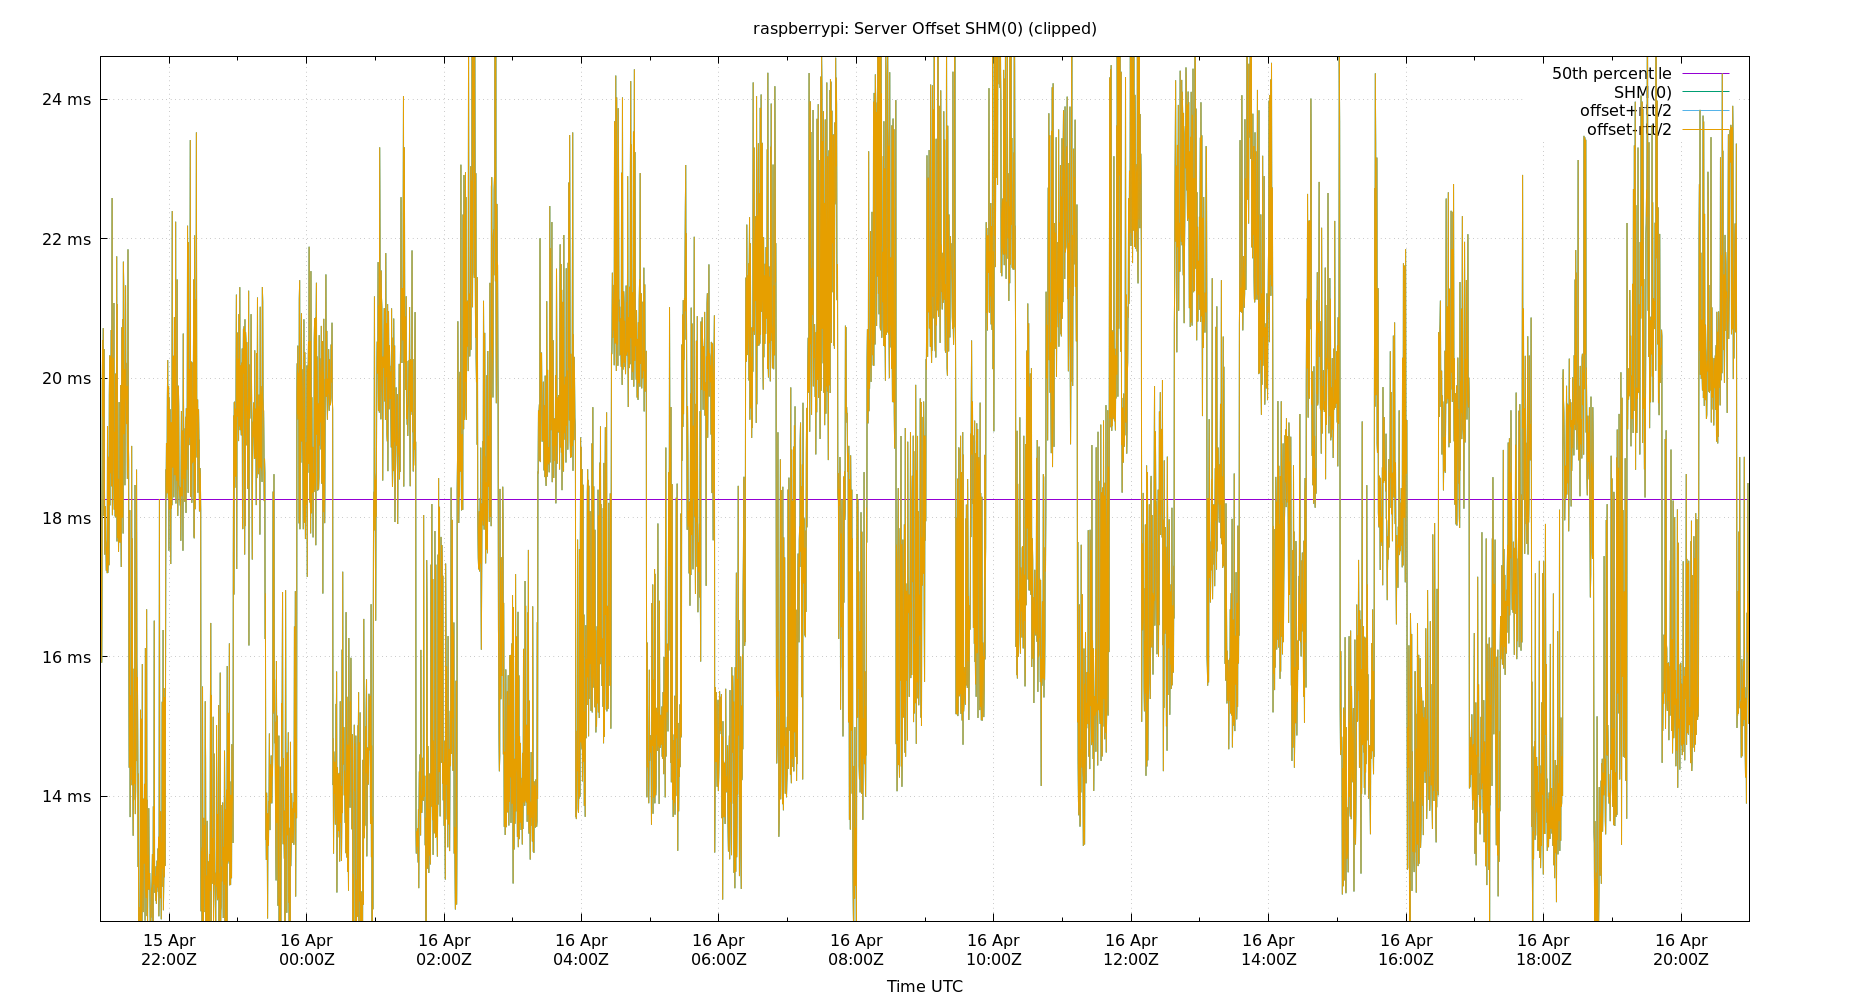 raspberrypi: Server Offset SHM(0) (clipped)
50th percentile
SHM(0)
offset+rtt/2
offset-rtt/2
24 ms
22 ms
20 ms
18 ms
16 ms
14 ms
15 Apr 16 Apr 16 Apr 16 Apr 16 Apr 16 Apr 16 Apr 16 Apr 16 Apr 16 Apr 16 Apr 16 Apr
22:00Z 00:00Z 02:00Z 04:00Z 06:00Z 08:00Z 10:00Z 12:00Z 14:00Z 16:00Z 18:00Z 20:00Z
Time UTC